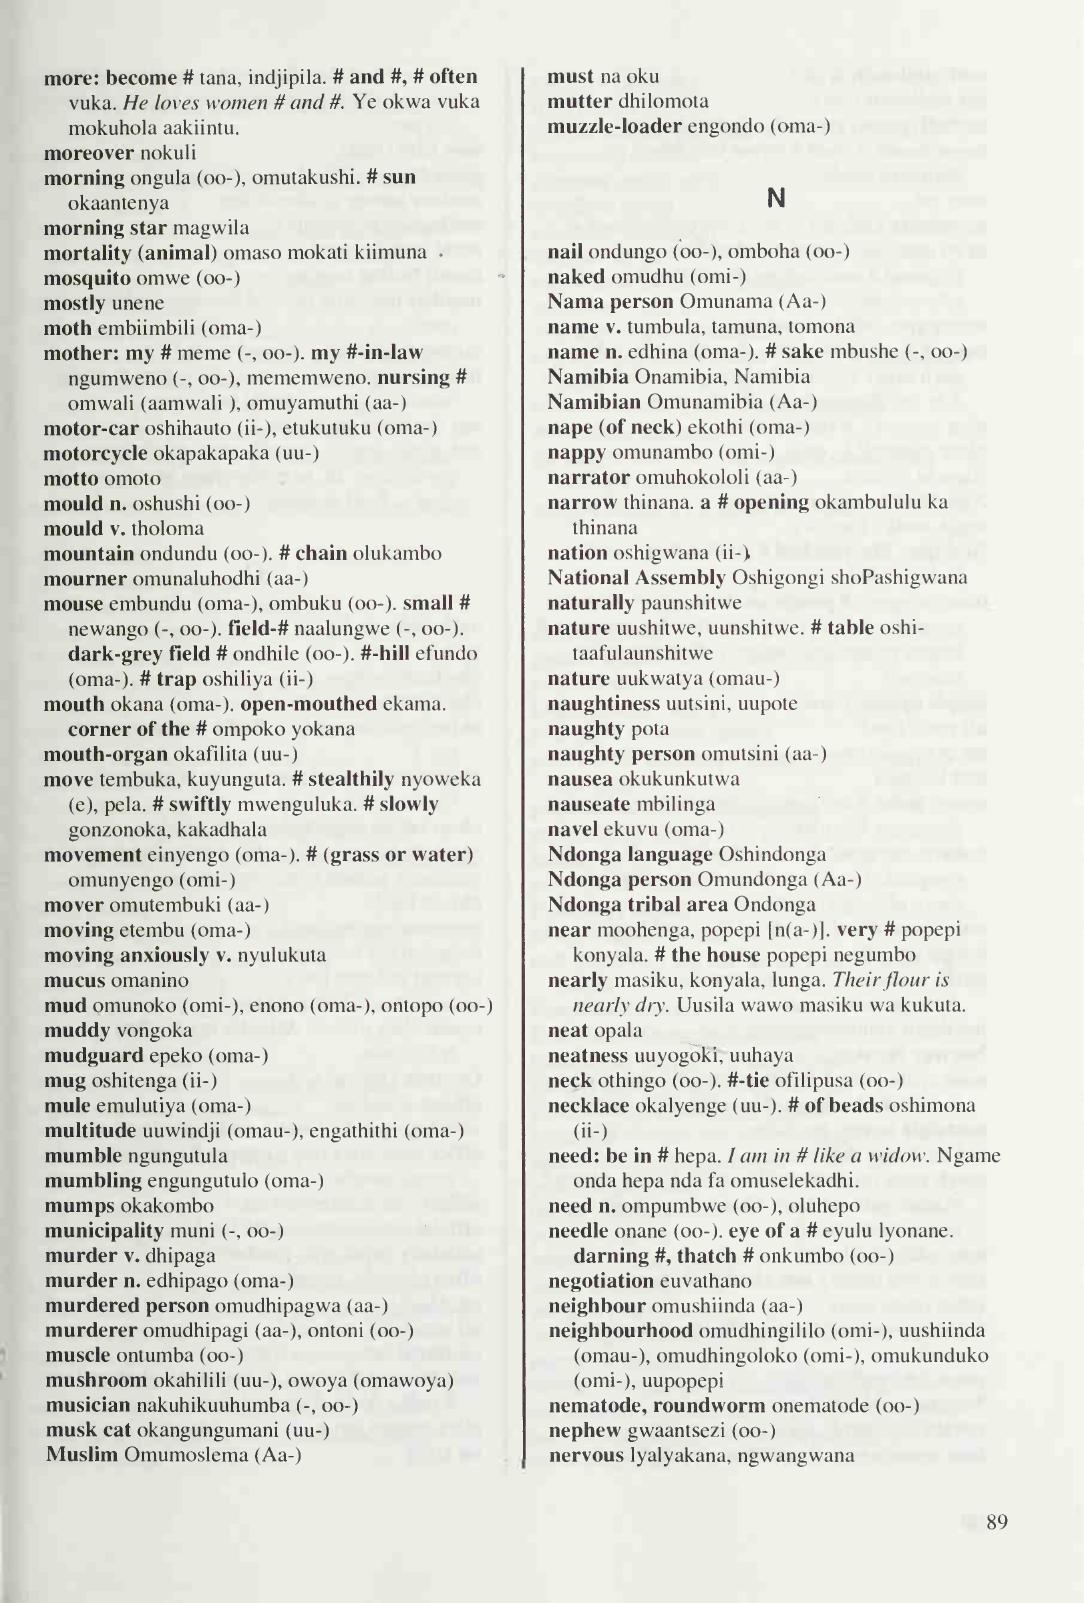 more: become # tana, indjipila. # and #, # often
vuka. He loves women # and #. Ye okwa vuka
mokuhola aakiintu.
moreover nokuli
morning ongula (oo-), omutakushi. # sun
okaantenya
morning star magwila
mortality (animal) omaso mokati kiimuna
mosquito omwe (oo-)
mostly unene
moth embiimbili (oma-)
mother: my # meme (-, oo-). my #-in-law
ngumweno (-, oo-), mememweno. nursing #
omwali (aamwali ), omuyamuthi (aa-)
motor-car oshihauto (ii-), etukutuku (oma-)
motorcycle okapakapaka (uu-)
motto omoto
mould n. oshushi (oo-)
mould v. tholoma
mountain ondundu (oo-). # chain olukambo
mourner omunaluhodhi (aa-)
mouse embundu (oma-), ombuku (oo-). small #
newango (-, oo-). field-# naalungwe (-, oo-).
dark-grey field # ondhile (oo-). #-hill efundo
(oma-). # trap oshiliya (ii-)
mouth okana (oma-). open-mouthed ekama.
corner of the # ompoko yokana
mouth-organ okafilita (uu-)
move tembuka, kuyunguta. # stealthily nyoweka
(e), pela. # swiftly mwenguluka. # slowly
gonzonoka, kakadhala
movement einyengo (oma-). # (grass or water)
omunyengo (omi-)
mover omutembuki (aa-)
moving etembu (oma-)
moving anxiously v. nyulukuta
mucus omanino
mud omunoko (omi-), enono (oma-), ontopo (oo-)
muddy vongoka
mudguard epeko (oma-)
mug oshitenga (ii-)
mule emulutiya (oma-)
multitude uuwindji (omau-), engathithi (oma-)
mumble ngungutula
mumbling engungutulo (oma-)
mumps okakombo
municipality muni (-, oo-)
murder v. dhipaga
murder n. edhipago (oma-)
murdered person omudhipagwa (aa-)
murderer omudhipagi (aa-), ontoni (oo-)
muscle ontumba (oo-)
mushroom okahilili (uu-), owoya (omawoya)
musician nakuhikuuhumba (-, oo-)
musk cat okangungumani (uu-)
Muslim Omumoslema (Aa-)
must na oku
mutter dhilomota
muzzle-loader engondo (oma-)
N
nail ondungo (oo-), omboha (oo-)
naked omudhu (omi-)
Nama person Omunama (Aa-)
name v. tumbula, tamuna, tomona
name n. edhina (oma-). # sake mbushe (-, oo-)
Namibia Onamibia, Namibia
Namibian Omunamibia (Aa-)
nape (of neck) ekothi (oma-)
nappy omunambo (omi-)
narrator omuhokololi (aa-)
narrow thinana. a # opening okambululu ka
thinana
nation oshigwana (ii-)
National Assembly Oshigongi shoPashigwana
naturally paunshitwe
nature uushitwe, uunshitwe. # table oshi-
taafulaunshitwe
nature uukwatya (omau-)
naughtiness uutsini, uupote
naughty pota
naughty person omutsini (aa-)
nausea okukunkutwa
nauseate mbilinga
navel ekuvu (oma-)
Ndonga language Oshindonga
Ndonga person Omundonga (Aa-)
Ndonga tribal area Ondonga
near moohenga, popepi [n(a-)]. very # popepi
konyala. # the house popepi negumbo
nearly masiku, konyala, lunga. Their flour is
nearly dry. Uusila wawo masiku wa kukuta.
neat opala
neatness uuyogoki, uuhaya
neck othingo (oo-). #-tie ofilipusa (oo-)
necklace okalyenge (uu-). # of beads oshimona
(ii-)
need: be in # hepa. I am in # like a widow. Ngame
onda hepa nda fa omuselekadhi.
need n. ompumbwe (oo-), oluhepo
needle onane (oo-). eye of a # eyulu lyonane.
darning #, thatch # onkumbo (oo-)
negotiation euvathano
neighbour omushiinda (aa-)
neighbourhood omudhingililo (omi-), uushiinda
(omau-), omudhingoloko (omi-), omukunduko
(omi-), uupopepi
nematode, roundworm onematode (oo-)
nephew gwaantsezi (oo-)
nervous lyalyakana, ngwangwana
89